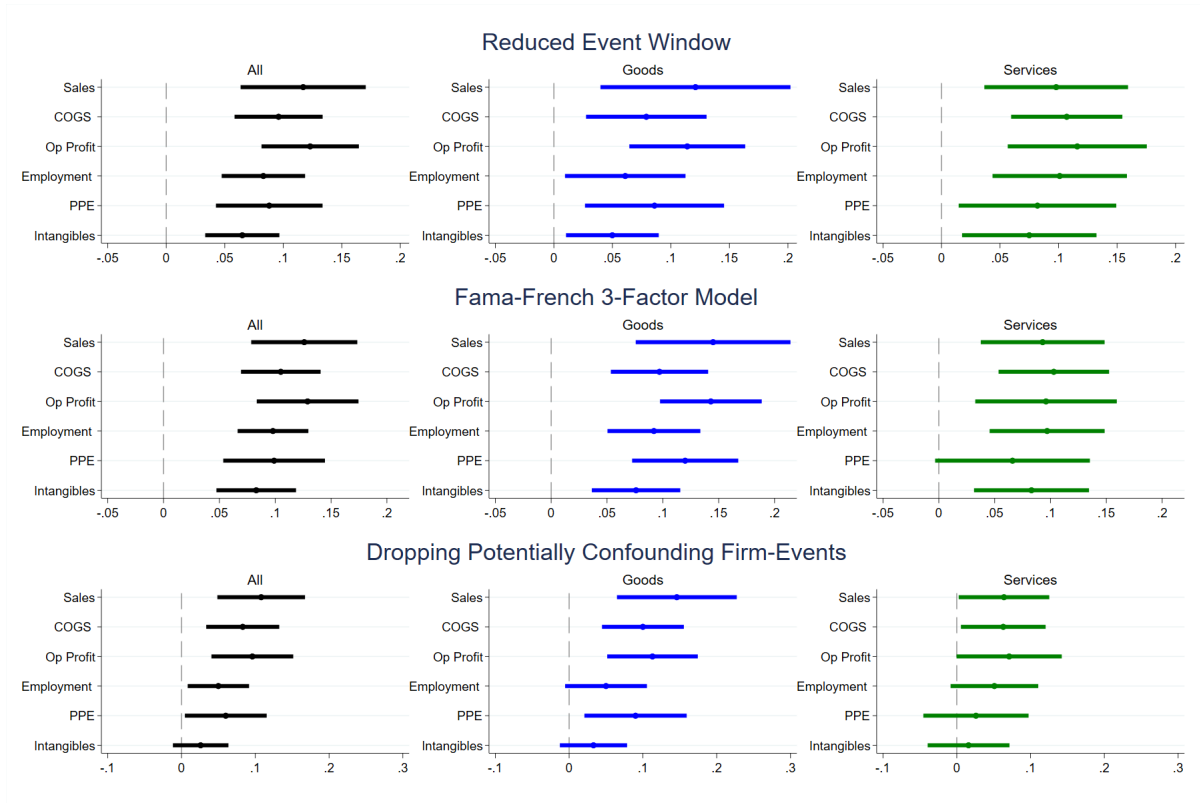 Reduced Event Window
All
Sales
COGS
Op Profit
Employment
PPE
Intangibles
-.05 0 .05 .1 .15 .2
Goods
Sales
COGS
Op Profit
Employment
PPE
Intangibles
-.05 0 .05 .1 .15 .2
Services
Sales
COGS
Op Profit
Employment
PPE
Intangibles
-.05 0 .05 .1 .15 .2
Fama-French 3-Factor Model
All
Sales
COGS
Op Profit
Employment
PPE
Intangibles
-.05 0 .05 .1 .15 .2
Goods
Sales
COGS
Op Profit
Employment
PPE
Intangibles
-.05 0 .05 .1 .15 .2
Services
Sales
COGS
Op Profit
Employment
PPE
Intangibles
-.05 0 .05 .1 .15 .2
Dropping Potentially Confounding Firm-Events
All
Sales
COGS
Op Profit
Employment
PPE
Intangibles
-.1 0 .1 .2 .3
Goods
Sales
COGS
Op Profit
Employment
PPE
Intangibles
-.1 0 .1 .2 .3
Services
Sales
COGS
Op Profit
Employment
PPE
Intangibles
-.1 0 .1 .2 .3